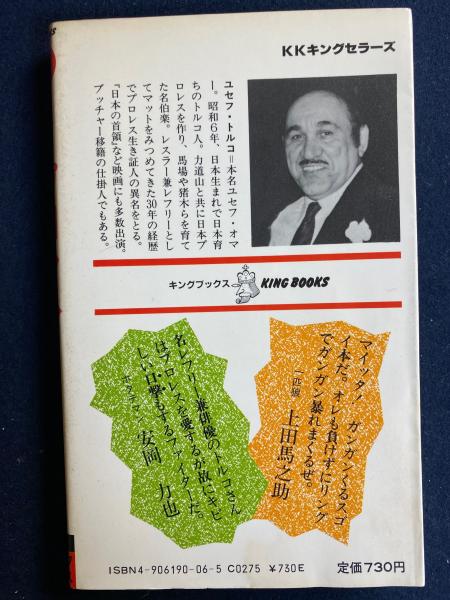 KKキングセラーズ
ユセフ・トルコ=本名ユセフ・オマ
ー。昭和6年、日本生まれで日本育
ちのトルコ人。力道山と共に日本プ
ロレスを作り、馬場や猪木らを育て
た名伯楽。レスラー兼レフリーとし
てマットをみつめてきた30年の経歴
でプロレス生き証人の異名をとる。
『日本の首領』など映画にも多数出演。
ブッチャー移籍の仕掛人でもある。
キングブックス
KING BOOKS
マイッタノ ガンガンくるスゴ
イ本だ。オレも負けずにリング
でガンガン暴れまくるぜ。
一匹狼 上田馬之助
名レフリー兼俳優のトルコさん
はプロレスを愛するが故にキビ
しい口撃もするファイターだ。
安岡 力也
ISBN4-906190-06-5 C0275 ¥730E
定価730円